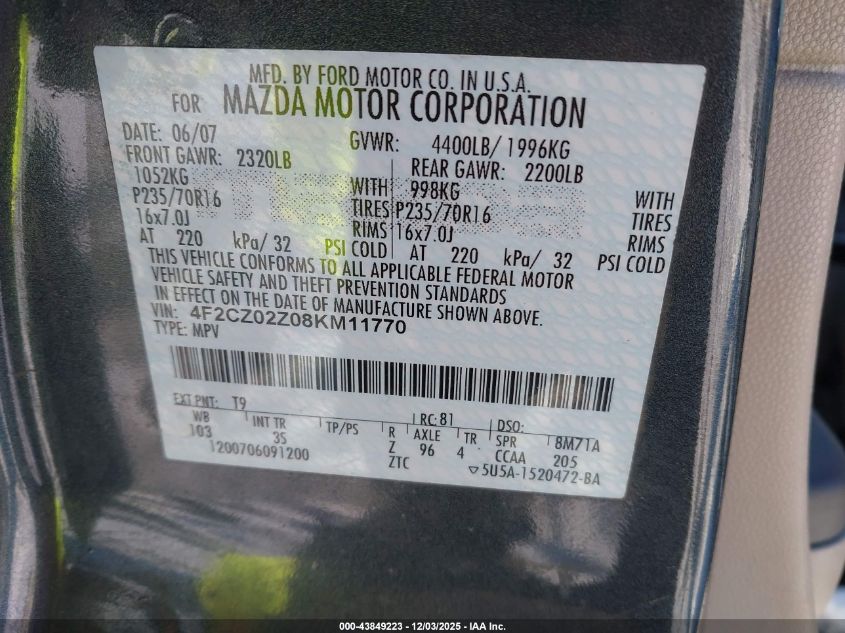 MFD. BY FORD MOTOR CO. IN U.S.A.
FOR MAZDA MOTOR CORPORATION
DATE: 06/07 GVWR: 4400LB/ 1996KG
FRONT GAWR: 2320LB REAR GAWR: 2200LB
1052KG WITH 998KG WITH
P235/70R16 TIRES P235/70R16 TIRES
16x7.0J RIMS 16x7.0J RIMS
AT 220 kPa/ 32 PSI COLD AT 220 kPa/ 32 PSI COLD
THIS VEHICLE CONFORMS TO ALL APPLICABLE FEDERAL MOTOR
VEHICLE SAFETY AND THEFT PREVENTION STANDARDS
IN EFFECT ON THE DATE OF MANUFACTURE SHOWN ABOVE.
VIN: 4F2CZ02Z08KM11770
TYPE: MPV
EXT PNT: T9 RC: 81 DSO:
WB INT TR TP/PS R AXLE TR SPR 8M71A
103 35 Z 96 4 CCAA 205
1200706091200 ZTC 5U5A-1520472-BA
000-43849223 - 12/03/2025 - IAA Inc.